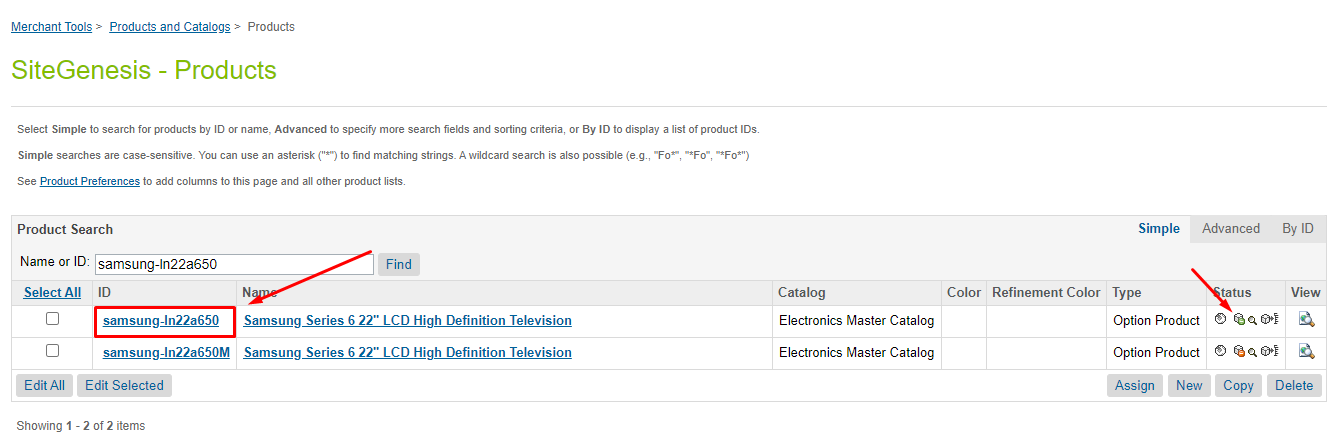 Merchant Tools > Products and Catalogs > Products
SiteGenesis - Products
Select Simple to search for products by ID or name, Advanced to specify more search fields and sorting criteria, or By ID to display a list of product IDs.
Simple searches are case-sensitive. You can use an asterisk ("*") to find matching strings. A wildcard search is also possible (e.g., "Fo*", "*Fo", "*Fo*")
See Product Preferences to add columns to this page and all other product lists.
Product Search Simple Advanced By ID
Name or ID: samsung-ln22a650 Find
Select All ID Name Catalog Color Refinement Color Type Status View
samsung-ln22a650 Samsung Series 6 22" LCD High Definition Television Electronics Master Catalog Option Product
samsung-ln22a650M Samsung Series 6 22" LCD High Definition Television Electronics Master Catalog Option Product
Edit All Edit Selected Assign New Copy Delete
Showing 1 - 2 of 2 items